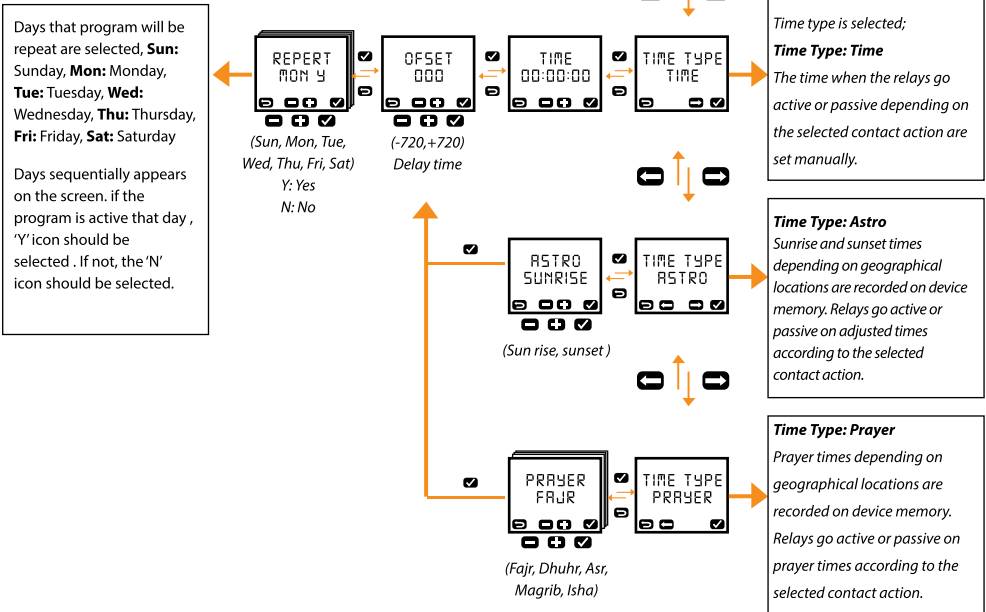 Days that program will be
repeat are selected, Sun:
Sunday, Mon: Monday,
Tue: Tuesday, Wed:
Wednesday, Thu: Thursday,
Fri: Friday, Sat: Saturday
Days sequentially appears
on the screen. if the
program is active that day ,
‘Y’ icon should be
selected . If not, the ‘N’
icon should be selected.
REPERT
MON Y
(Sun, Mon, Tue,
Wed, Thu, Fri, Sat)
Y: Yes
N: No
OFSET
000
(-720,+720)
Delay time
TIME
00:00:00
TIME TYPE
TIME
Time type is selected;
Time Type: Time
The time when the relays go
active or passive depending on
the selected contact action are
set manually.
ASTRO
SUNRISE
(Sun rise, sunset )
TIME TYPE
ASTRO
Time Type: Astro
Sunrise and sunset times
depending on geographical
locations are recorded on device
memory. Relays go active or
passive on adjusted times
according to the selected
contact action.
PRAYER
FAJR
(Fajr, Dhuhr, Asr,
Magrib, Isha)
TIME TYPE
PRAYER
Time Type: Prayer
Prayer times depending on
geographical locations are
recorded on device memory.
Relays go active or passive on
prayer times according to the
selected contact action.